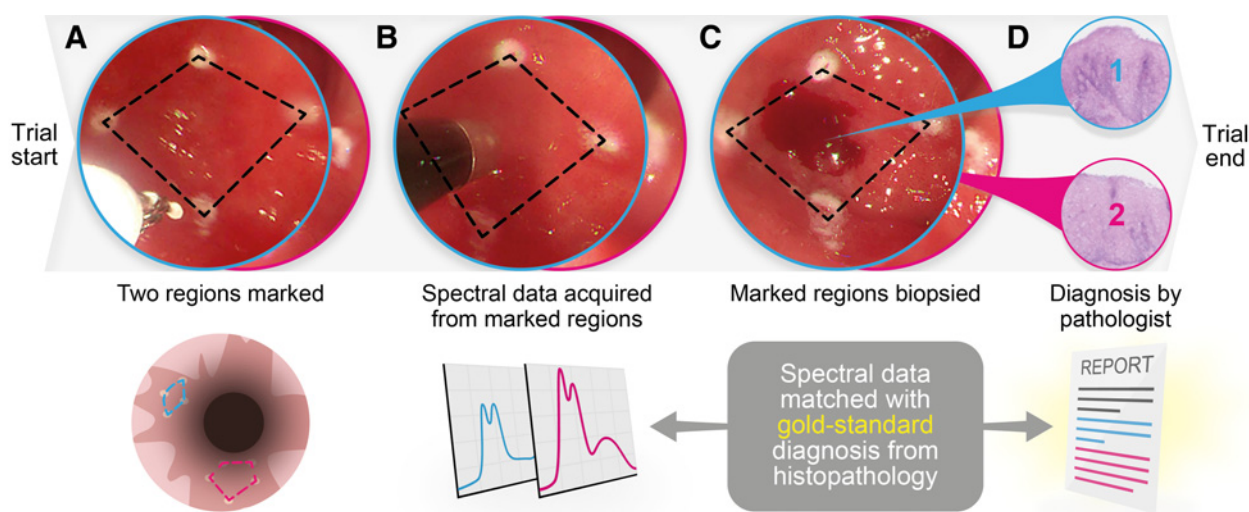 A
B
C
D
Trial
start
1
2
Trial
end
Two regions marked
Spectral data acquired
from marked regions
Marked regions biopsied
Diagnosis by
pathologist
Spectral data
matched with
gold-standard
diagnosis from
histopathology
REPORT